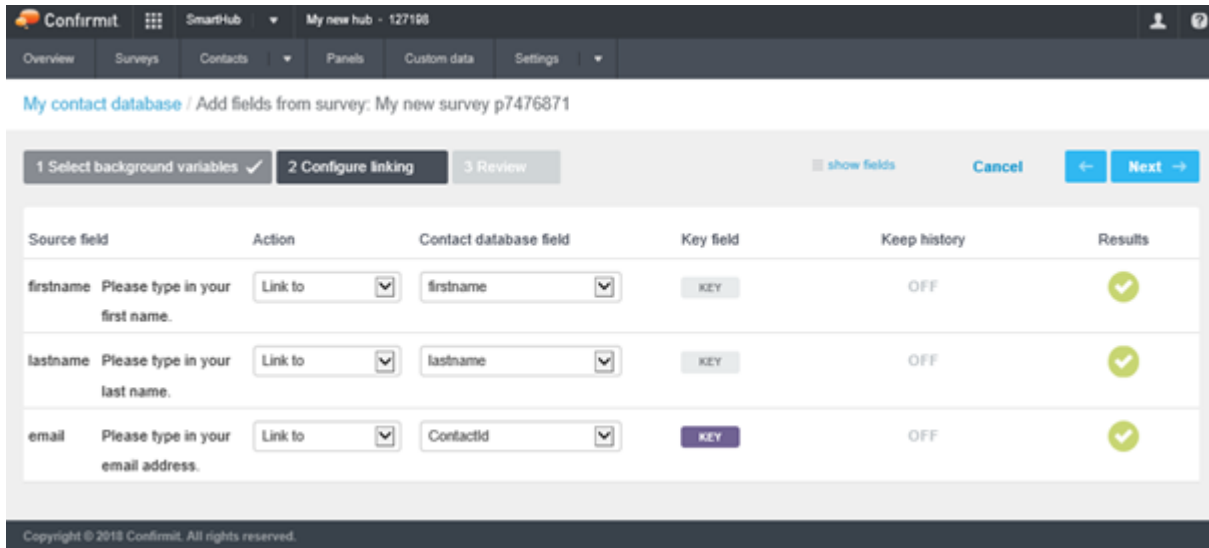 Confirmit SmartHub My new hub - 127198
Overview Surveys Contacts Panels Custom data Settings
My contact database / Add fields from survey: My new survey p7476871
1 Select background variables 2 Configure linking 3 Review show fields Cancel ← Next →
Source field Action Contact database field Key field Keep history Results
firstname Please type in your Link to firstname KEY OFF
first name.
lastname Please type in your Link to lastname KEY OFF
last name.
email Please type in your Link to ContactId KEY OFF
email address.
Copyright © 2018 Confirmit. All rights reserved.